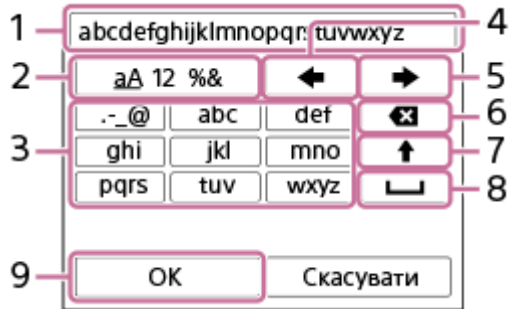 1 abcdefghijklmnopqrstuvwxyz 4
2 aA 12 %& 5
.-_@ abc def 6
3 ghi jkl mno 7
pqrs tuv wxyz 8
9 OK Скасувати